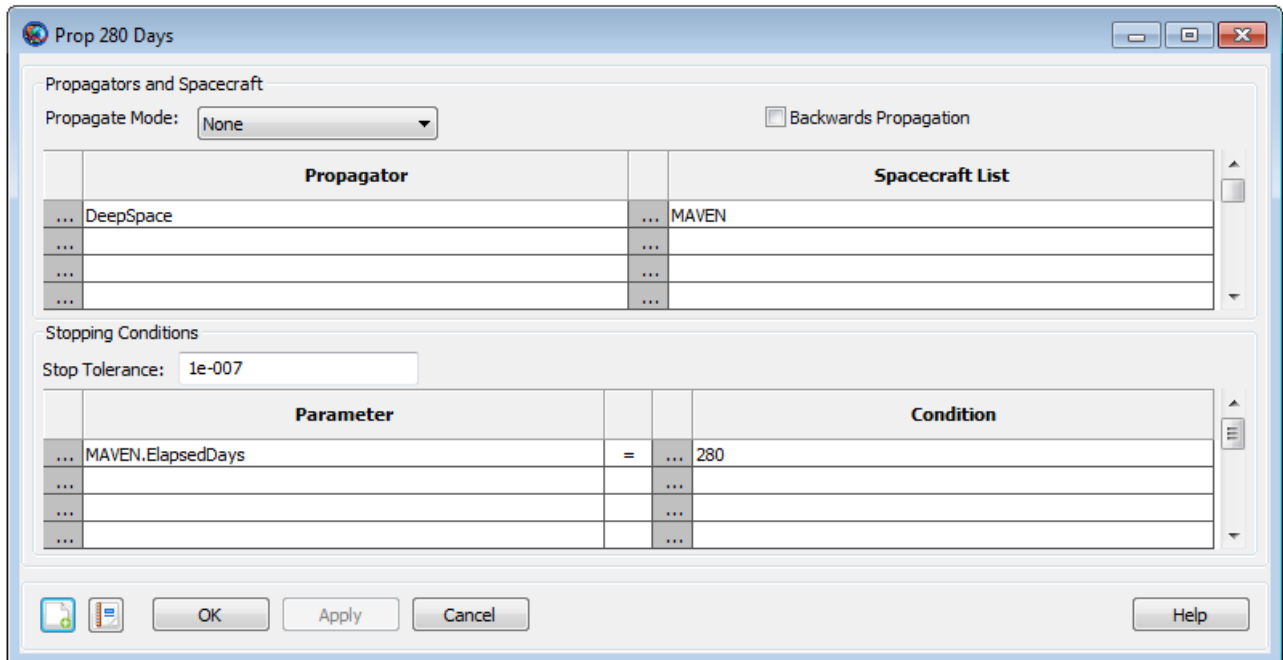 Prop 280 Days
Propagators and Spacecraft
Propagate Mode: None Backwards Propagation
Propagator Spacecraft List
... DeepSpace ... MAVEN
... ...
... ...
... ...
Stopping Conditions
Stop Tolerance: 1e-007
Parameter Condition
... MAVEN.ElapsedDays = ... 280
... ...
... ...
... ...
OK Apply Cancel Help